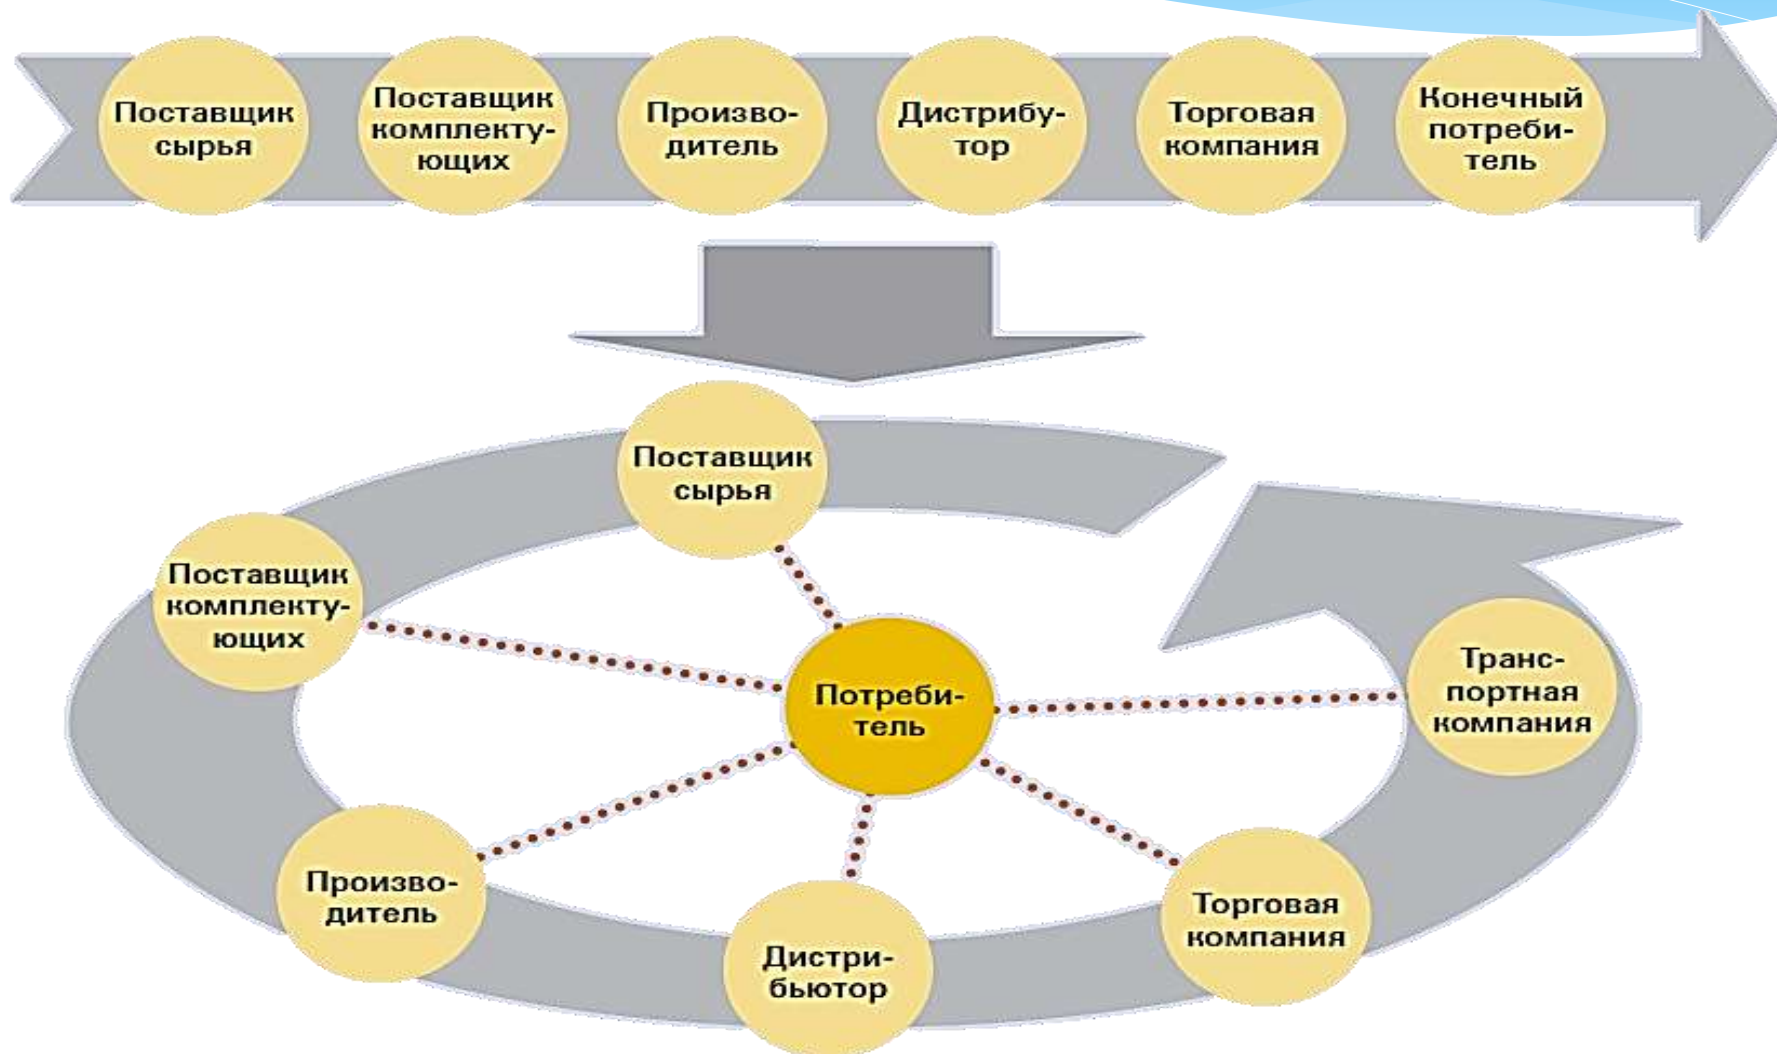 Поставщик
сырья
Поставщик
комплекту-
ющих
Произво-
дитель
Дистрибу-
тор
Торговая
компания
Конечный
потреби-
тель
Поставщик
сырья
Поставщик
комплекту-
ющих
Потреби-
тель
Транс-
портная
компания
Произво-
дитель
Дистри-
бьютор
Торговая
компания